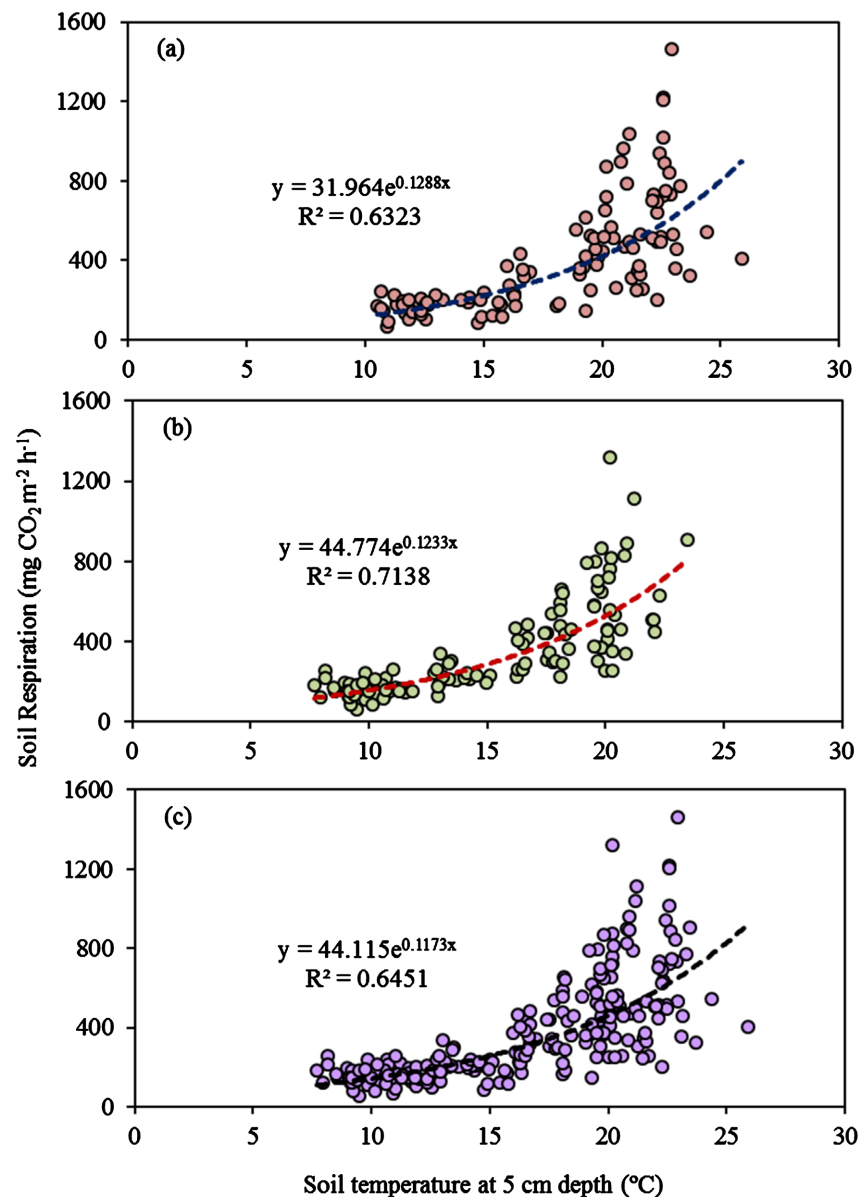 Soil Respiration (mg CO₂ m⁻² h⁻¹)
(a)
1600
1200
800
400
0
y = 31.964e^0.1288x
R² = 0.6323
0 5 10 15 20 25 30
(b)
1600
1200
800
400
0
y = 44.774e^0.1233x
R² = 0.7138
0 5 10 15 20 25 30
(c)
1600
1200
800
400
0
y = 44.115e^0.1173x
R² = 0.6451
0 5 10 15 20 25 30
Soil temperature at 5 cm depth (ºC)